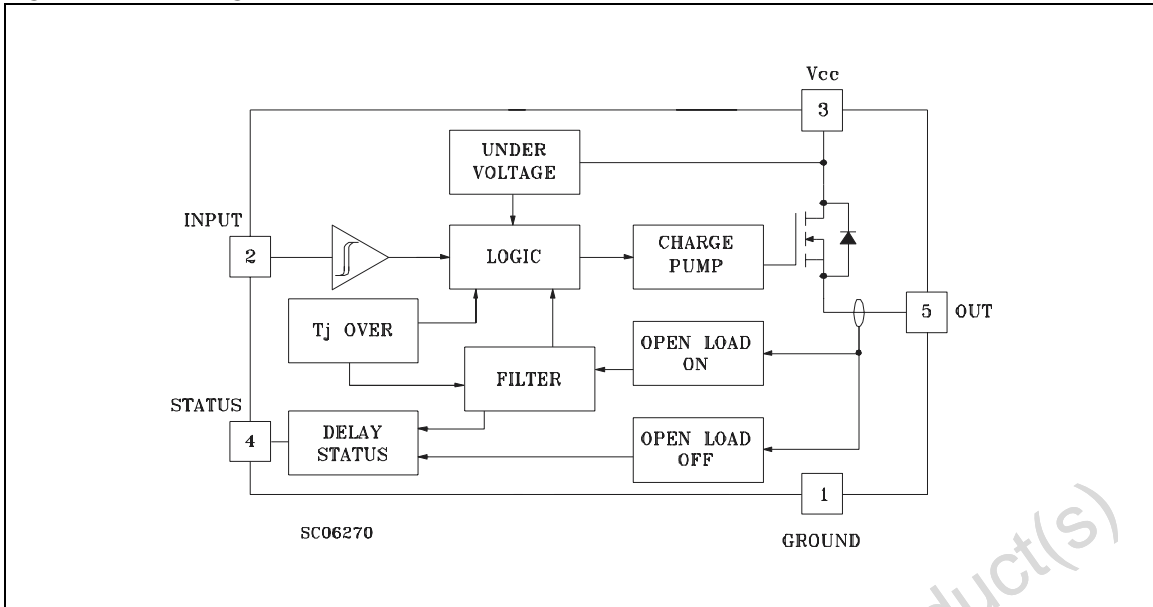 Vcc
3
UNDER
VOLTAGE
INPUT
2
LOGIC
CHARGE
PUMP
5
OUT
Tj OVER
OPEN LOAD
ON
FILTER
STATUS
4
DELAY
STATUS
OPEN LOAD
OFF
1
SC06270
GROUND
duct(s)